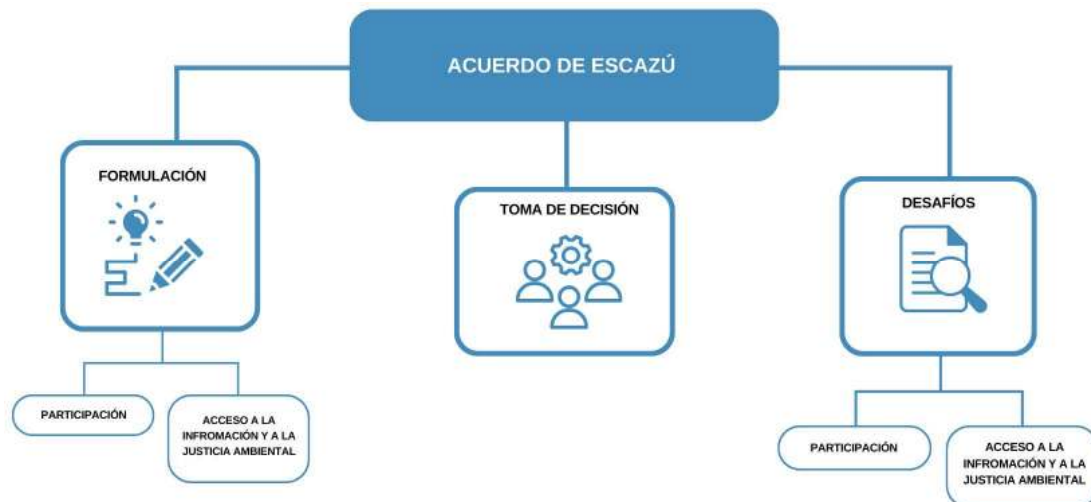 ACUERDO DE ESCAZÚ
FORMULACIÓN
TOMA DE DECISIÓN
DESAFÍOS
PARTICIPACIÓN
ACCESO A LA
INFROMACIÓN Y A LA
JUSTICIA AMBIENTAL
PARTICIPACIÓN
ACCESO A LA
INFROMACIÓN Y A LA
JUSTICIA AMBIENTAL